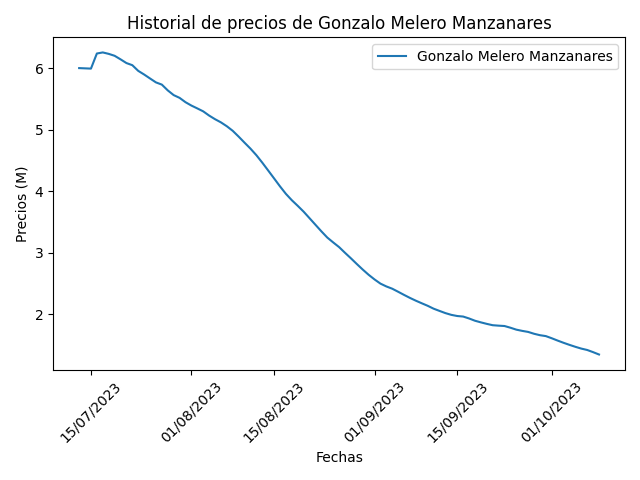 Historial de precios de Gonzalo Melero Manzanares
Gonzalo Melero Manzanares
6
5
4
3
2
Precios (M)
15/07/2023
01/08/2023
15/08/2023
01/09/2023
15/09/2023
01/10/2023
Fechas